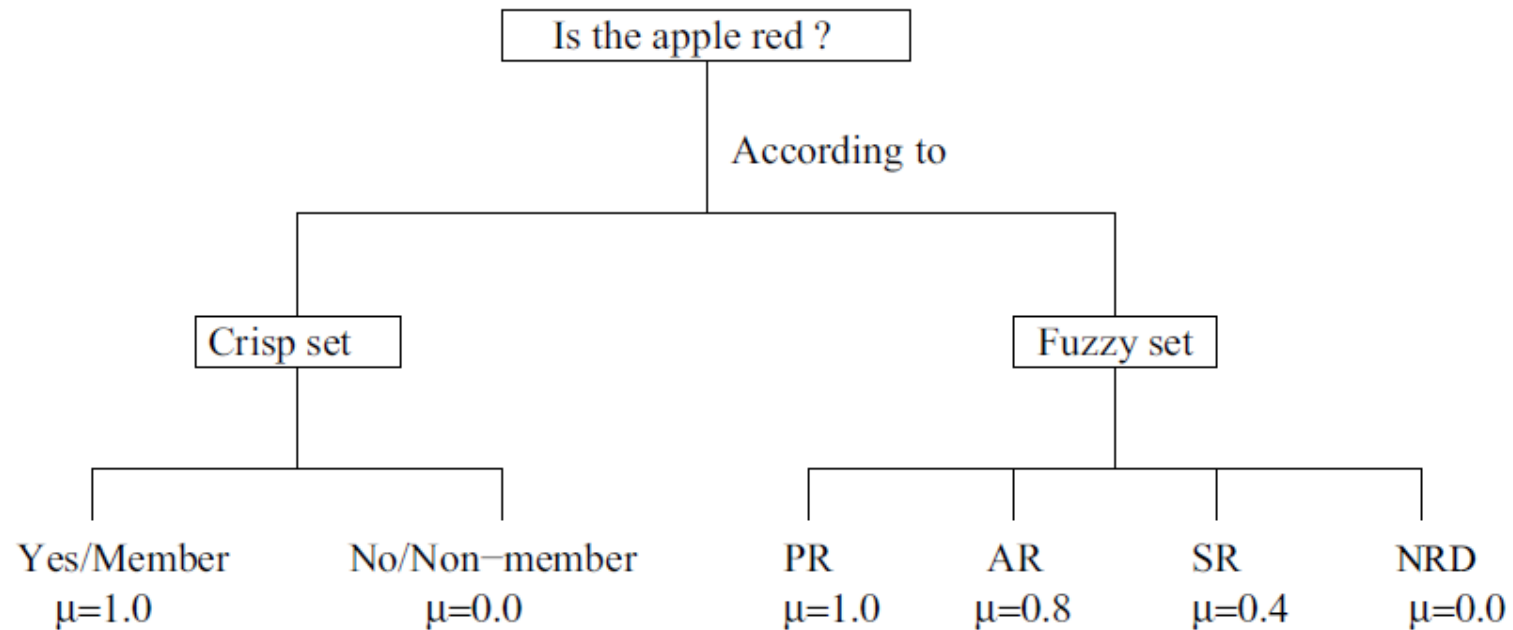 Is the apple red ?
According to
Crisp set
Fuzzy set
Yes/Member
μ=1.0
No/Non−member
μ=0.0
PR
μ=1.0
AR
μ=0.8
SR
μ=0.4
NRD
μ=0.0